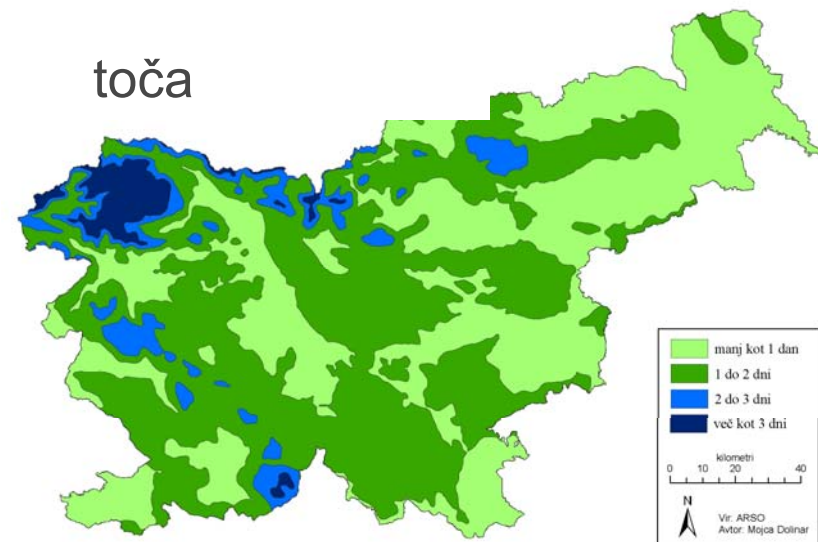 toča
manj kot 1 dan
1 do 2 dni
2 do 3 dni
več kot 3 dni
kilometri
0 10 20 40
N
Vir: ARSO
Avtor: Mojca Dolinar